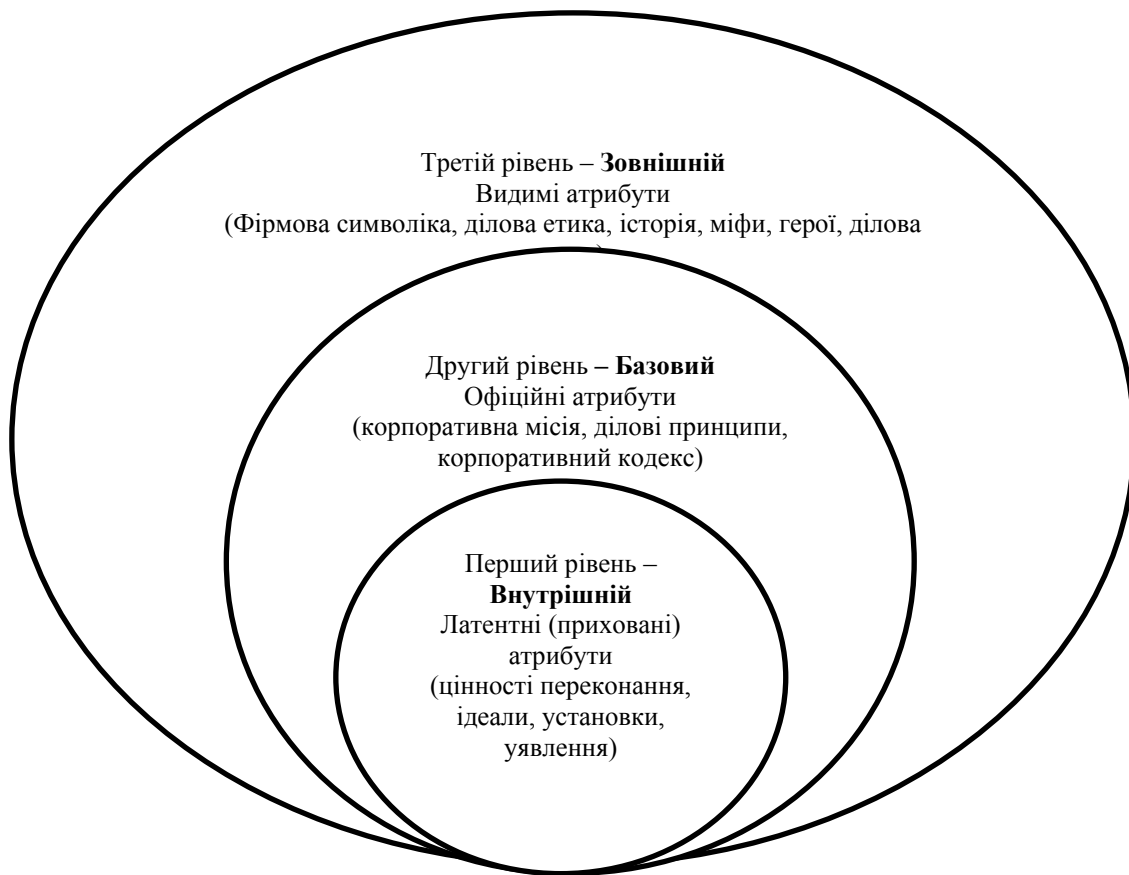 Третій рівень – Зовнішній
Видимі атрибути
(Фірмова символіка, ділова етика, історія, міфи, герої, ділова
Другий рівень – Базовий
Офіційні атрибути
(корпоративна місія, ділові принципи,
корпоративний кодекс)
Перший рівень –
Внутрішній
Латентні (приховані)
атрибути
(цінності переконання,
ідеали, установки,
уявлення)